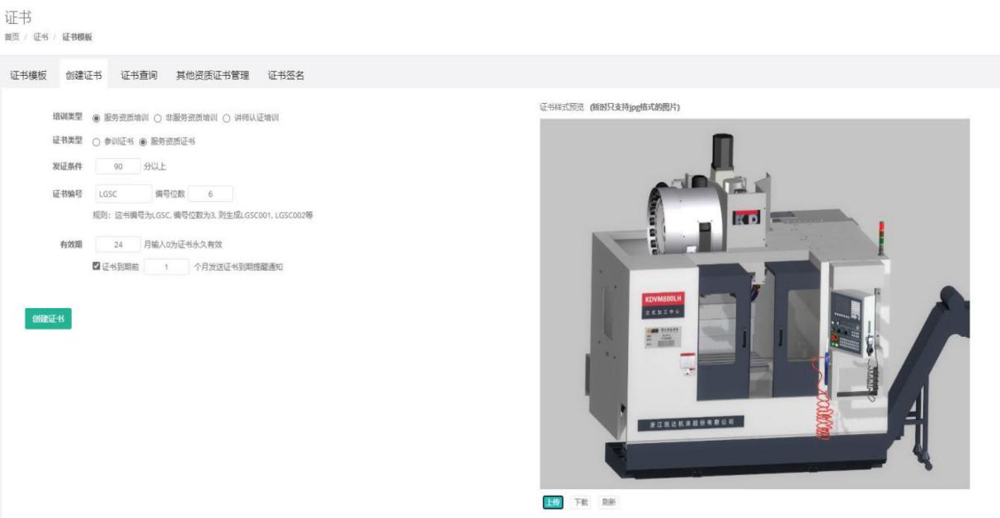 证书
首页 / 证书 / 证书模板
证书模板 创建证书 证书查询 其他资质证书管理 证书签名
培训类型 服务资质培训 非服务资质培训 讲师认证培训
证书类型 参训证书 服务资质证书
发证条件 90 分以上
证书编号 LGSC 编号位数 6
规则：这书编号为LGSC, 编号位数为3, 则生成LGSC001, LGSC002等
有效期 24 月输入0为证书永久有效
证书到期前 1 个月发送证书到期提醒通知
创建证书
证书样式预览 (暂时只支持jpg格式的图片)
KDVM800LH
立式加工中心
浙江凯达机床股份有限公司
上传 下载 刷新